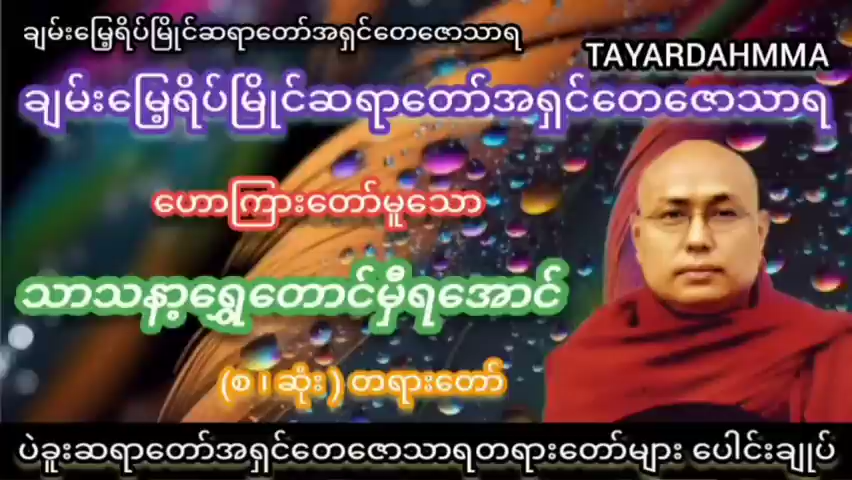 ချမ်းမြေ့ရိပ်မြိုင်ဆရာတော်အရှင်တေဇောသာရ
TAYARDAHMMA
ချမ်းမြေ့ရိပ်မြိုင်ဆရာတော်အရှင်တေဇောသာရ
ဟောကြားတော်မူသော
သာသနာ့ရွှေတောင်မှီရအောင်
(စ ၊ ဆုံး) တရားတော်
ပဲခူးဆရာတော်အရှင်တေဇောသာရတရားတော်များ ပေါင်းချုပ်